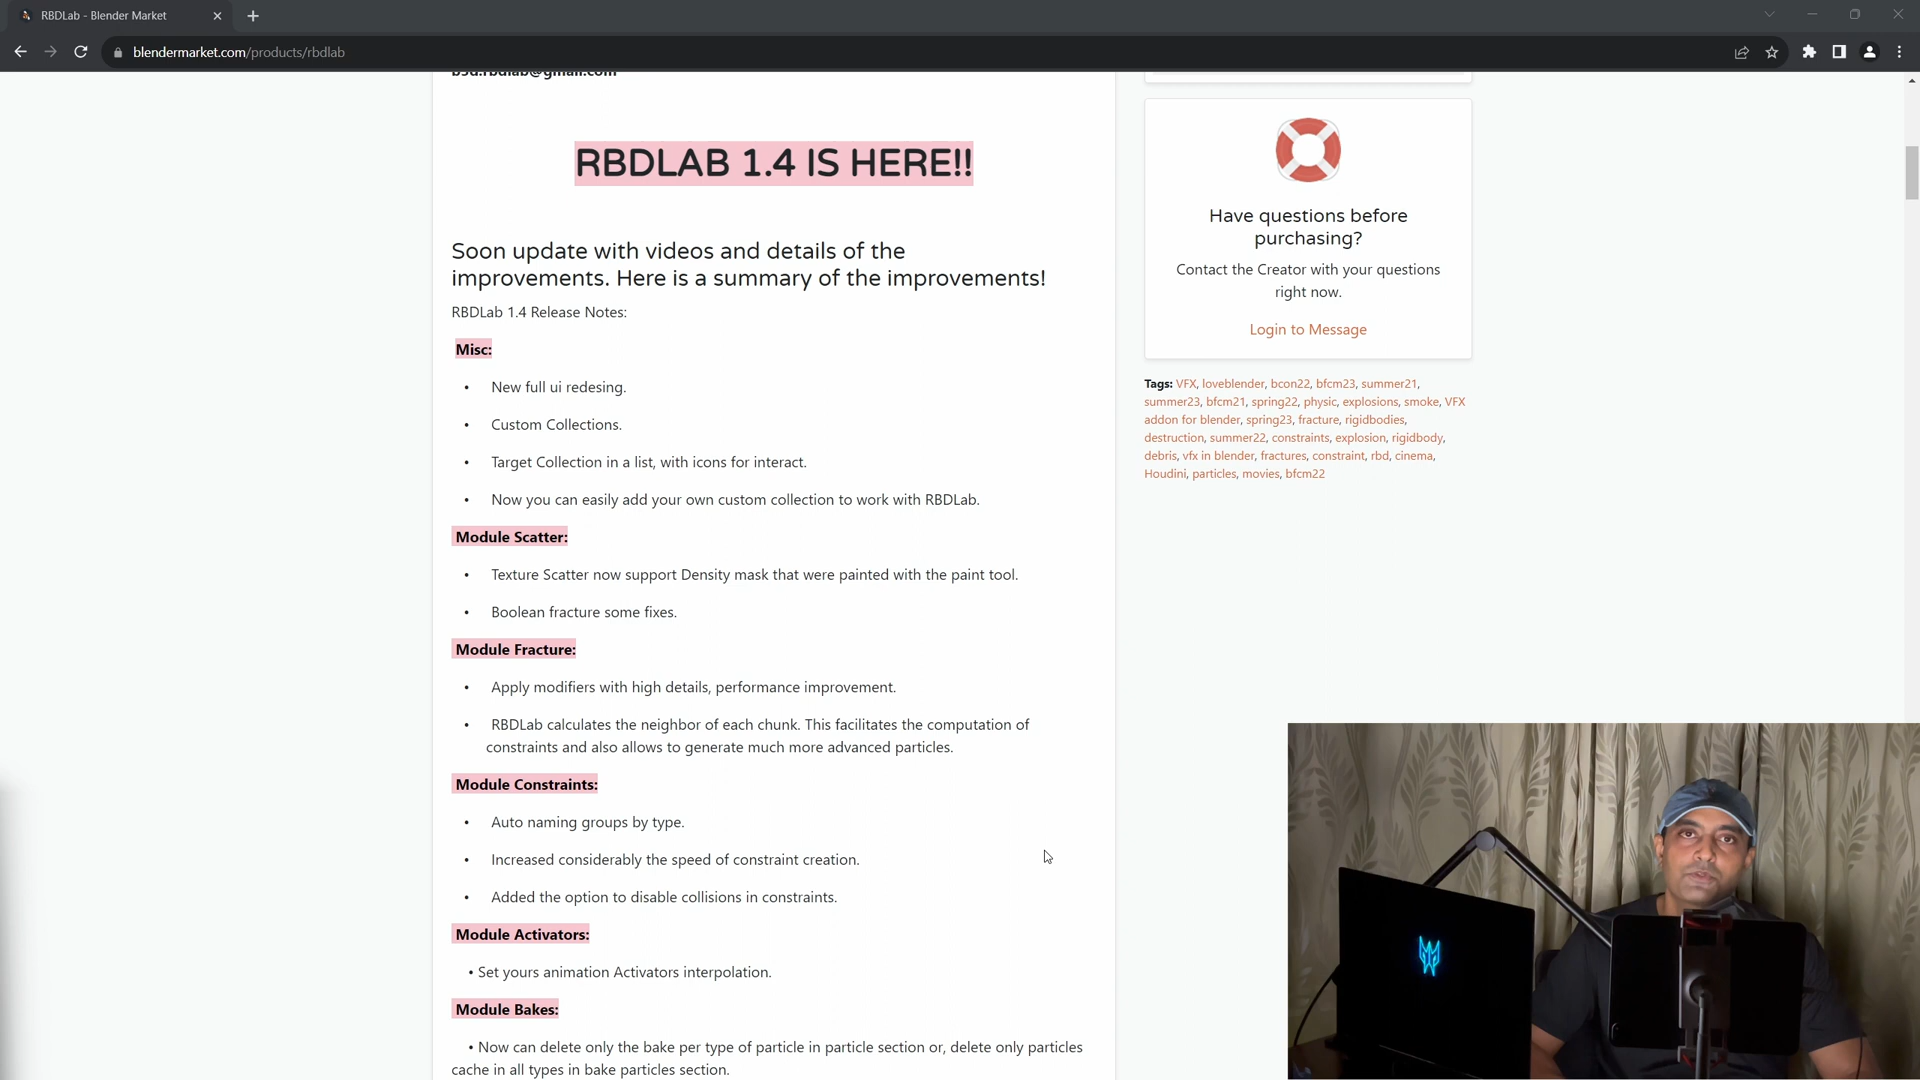 RBDLab - Blender Market
blendermarket.com/products/rbdlab
b3d.rbdlab@gmail.com
RBDLAB 1.4 IS HERE!!
Soon update with videos and details of the
improvements. Here is a summary of the improvements!
RBDLab 1.4 Release Notes:
Misc:
• New full ui redesing.
• Custom Collections.
• Target Collection in a list, with icons for interact.
• Now you can easily add your own custom collection to work with RBDLab.
Module Scatter:
• Texture Scatter now support Density mask that were painted with the paint tool.
• Boolean fracture some fixes.
Module Fracture:
• Apply modifiers with high details, performance improvement.
• RBDLab calculates the neighbor of each chunk. This facilitates the computation of
constraints and also allows to generate much more advanced particles.
Module Constraints:
• Auto naming groups by type.
• Increased considerably the speed of constraint creation.
• Added the option to disable collisions in constraints.
Module Activators:
• Set yours animation Activators interpolation.
Module Bakes:
• Now can delete only the bake per type of particle in particle section or, delete only particles
cache in all types in bake particles section.
Have questions before
purchasing?
Contact the Creator with your questions
right now.
Login to Message
Tags: VFX, loveblender, bcon22, bfcm23, summer21,
summer23, bfcm21, spring22, physic, explosions, smoke, VFX
addon for blender, spring23, fracture, rigidbodies,
destruction, summer22, constraints, explosion, rigidbody,
debris, vfx in blender, fractures, constraint, rbd, cinema,
Houdini, particles, movies, bfcm22